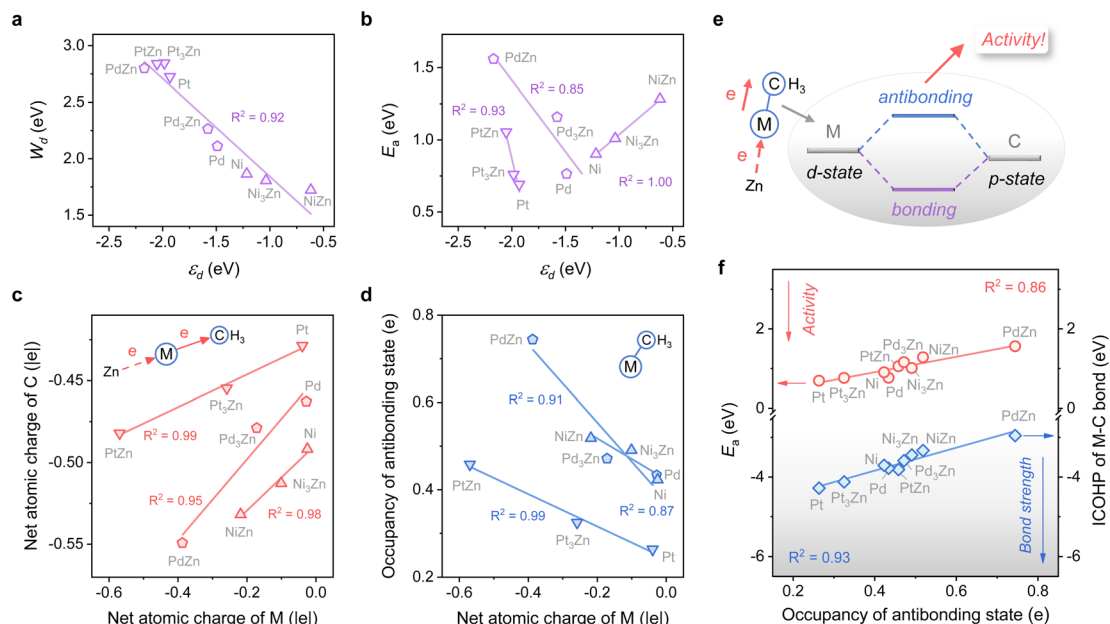 a
3.0
2.5
2.0
1.5
W_d (eV)
PtZn
Pt₃Zn
PdZn
Pt
R² = 0.92
Pd₃Zn
Pd
Ni
Ni₃Zn
NiZn
-2.5 -2.0 -1.5 -1.0 -0.5
ε_d (eV)
b
2.0
1.5
1.0
0.5
E_a (eV)
PdZn
R² = 0.85
NiZn
R² = 0.93
PtZn
Pd₃Zn
Ni₃Zn
Ni
Pt₃Zn
Pd
R² = 1.00
Pt
-2.5 -2.0 -1.5 -1.0 -0.5
ε_d (eV)
e
Activity!
C H₃
e
M
e
Zn
antibonding
M
C
d-state
p-state
bonding
c
-0.45
-0.50
-0.55
Net atomic charge of C (|e|)
e
C H₃
e
M
Zn
Pt
Pt₃Zn
Pd
R² = 0.99
Pd₃Zn
PtZn
Ni
R² = 0.95
Ni₃Zn
R² = 0.98
NiZn
PdZn
-0.6 -0.4 -0.2 0.0
Net atomic charge of M (|e|)
d
0.8
0.6
0.4
0.2
Occupancy of antibonding state (e)
PdZn
C H₃
M
R² = 0.91
NiZn
Ni₃Zn
Pd₃Zn
Pd
PtZn
Ni
R² = 0.99
R² = 0.87
Pt₃Zn
Pt
-0.6 -0.4 -0.2 0.0
Net atomic charge of M (|e|)
f
2
0
-4
-6
E_a (eV)
Activity
R² = 0.86
PdZn
Pd₃Zn
PtZn
NiZn
Ni
Pt
Pt₃Zn
Pd
Ni₃Zn
PdZn
Ni₃Zn
NiZn
Ni
Pd₃Zn
Pd
PtZn
Pt
Pt₃Zn
Bond strength
R² = 0.93
2
0
-4
-6
ICOHP of M-C bond (eV)
0.2 0.4 0.6 0.8
Occupancy of antibonding state (e)